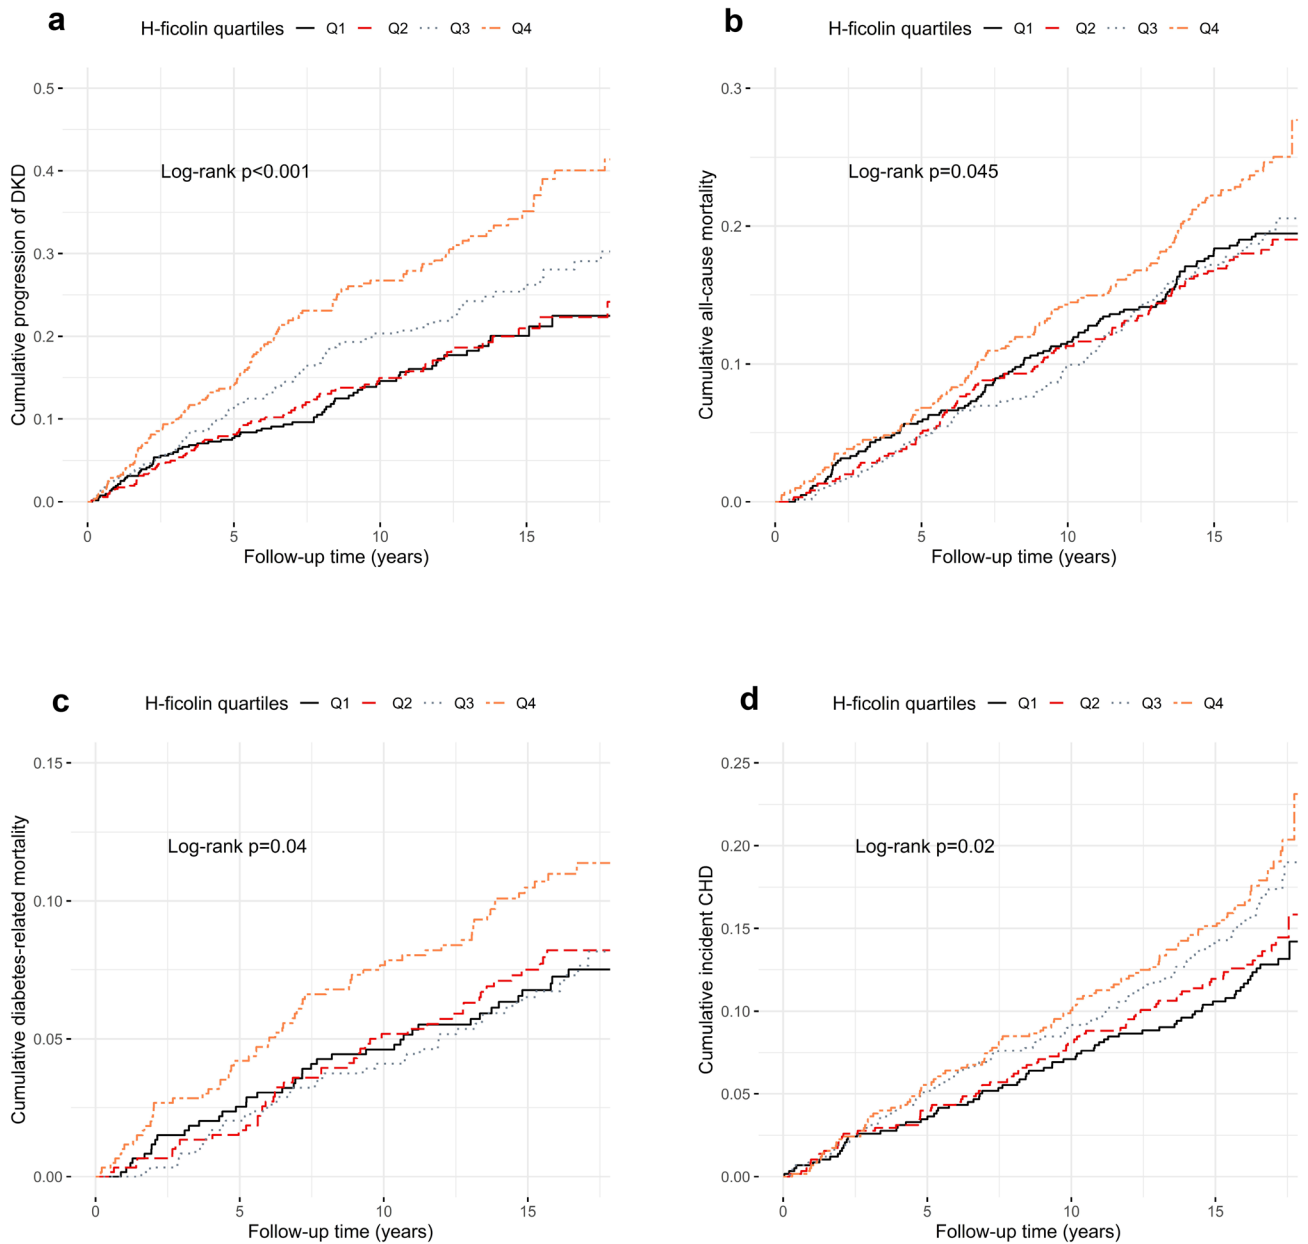 a
H-ficolin quartiles Q1 Q2 Q3 Q4
0.5
0.4
0.3
0.2
0.1
0.0
Cumulative progression of DKD
Log-rank p<0.001
0 5 10 15
Follow-up time (years)
b
H-ficolin quartiles Q1 Q2 Q3 Q4
0.3
0.2
0.1
0.0
Cumulative all-cause mortality
Log-rank p=0.045
0 5 10 15
Follow-up time (years)
c
H-ficolin quartiles Q1 Q2 Q3 Q4
0.15
0.10
0.05
0.00
Cumulative diabetes-related mortality
Log-rank p=0.04
0 5 10 15
Follow-up time (years)
d
H-ficolin quartiles Q1 Q2 Q3 Q4
0.25
0.20
0.15
0.10
0.05
0.00
Cumulative incident CHD
Log-rank p=0.02
0 5 10 15
Follow-up time (years)